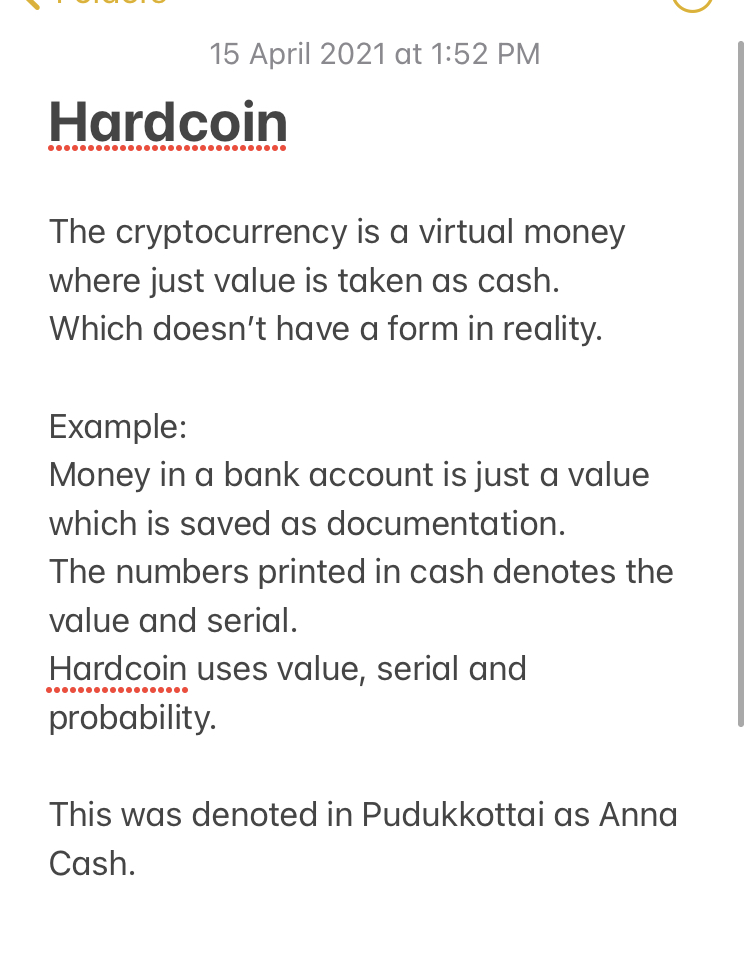 Folders
15 April 2021 at 1:52 PM
Hardcoin
The cryptocurrency is a virtual money
where just value is taken as cash.
Which doesn’t have a form in reality.
Example:
Money in a bank account is just a value
which is saved as documentation.
The numbers printed in cash denotes the
value and serial.
Hardcoin uses value, serial and
probability.
This was denoted in Pudukkottai as Anna
Cash.